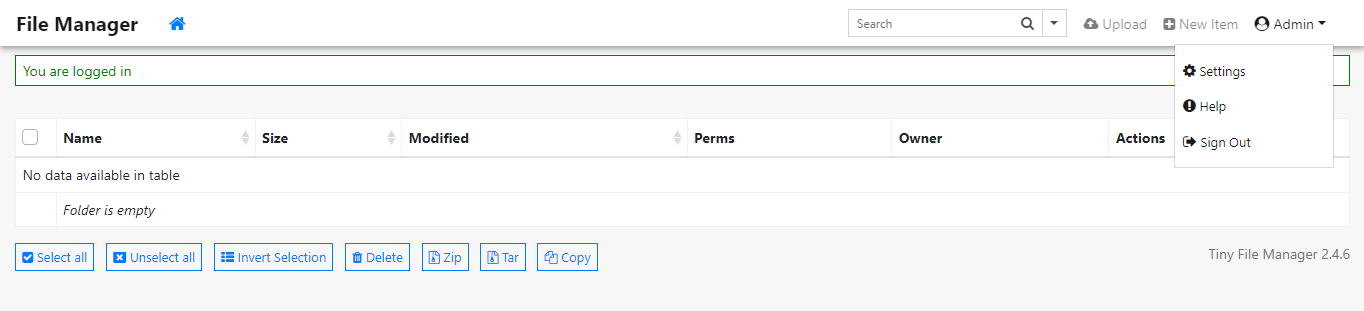 File Manager
Search
Upload
New Item
Admin
You are logged in
Settings
Help
Sign Out
Name
Size
Modified
Perms
Owner
Actions
No data available in table
Folder is empty
Select all
Unselect all
Invert Selection
Delete
Zip
Tar
Copy
Tiny File Manager 2.4.6